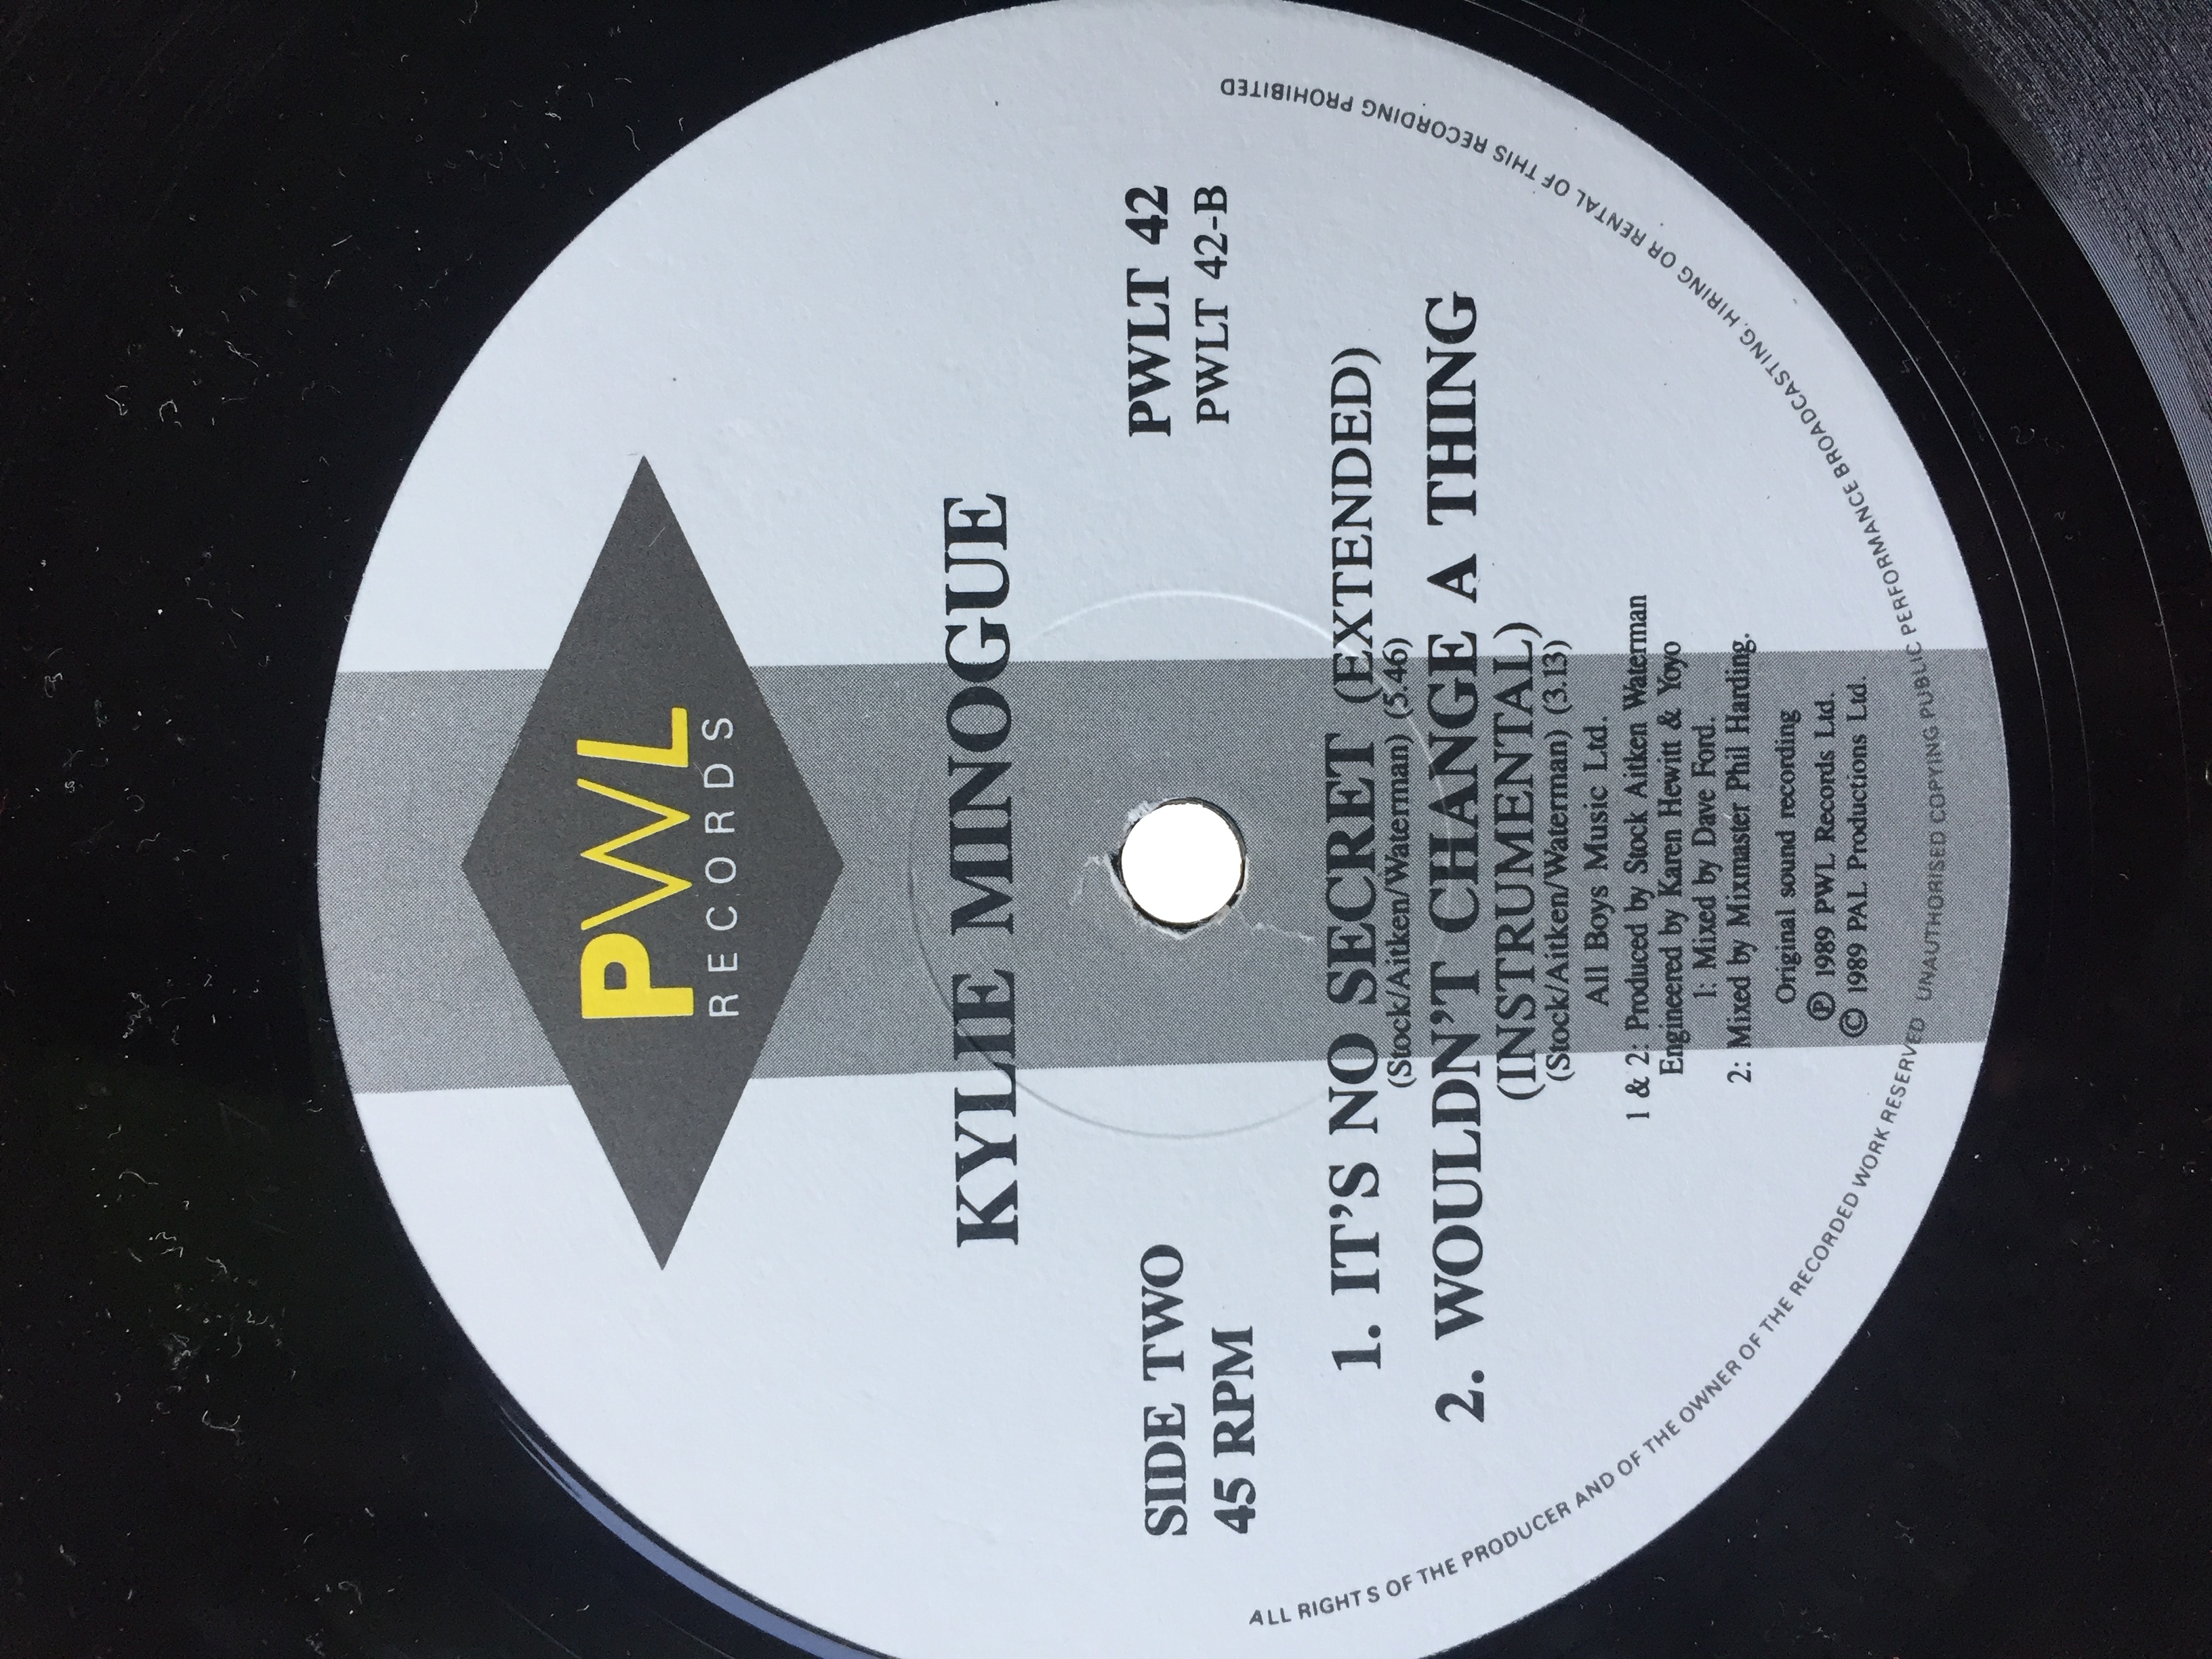 PWL
RECORDS
KYLIE MINOGUE
SIDE TWO
45 RPM
PWLT 42
PWLT 42-B
1. IT'S NO SECRET (EXTENDED)
(Stock/Aitken/Waterman) (5.46)
2. WOULDN'T CHANGE A THING
(INSTRUMENTAL)
(Stock/Aitken/Waterman) (3.13)
All Boys Music Ltd.
1 & 2: Produced by Stock Aitken Waterman
Engineered by Karen Hewitt & Yoyo
1: Mixed by Dave Ford.
2: Mixed by Mixmaster Phil Harding.
Original sound recording
Ⓟ 1989 PWL Records Ltd.
© 1989 PAL Productions Ltd.
ALL RIGHTS OF THE PRODUCER AND OF THE OWNER OF THE RECORDED WORK RESERVED UNAUTHORISED COPYING PUBLIC PERFORMANCE BROADCASTING, HIRING OR RENTAL OF THIS RECORDING PROHIBITED